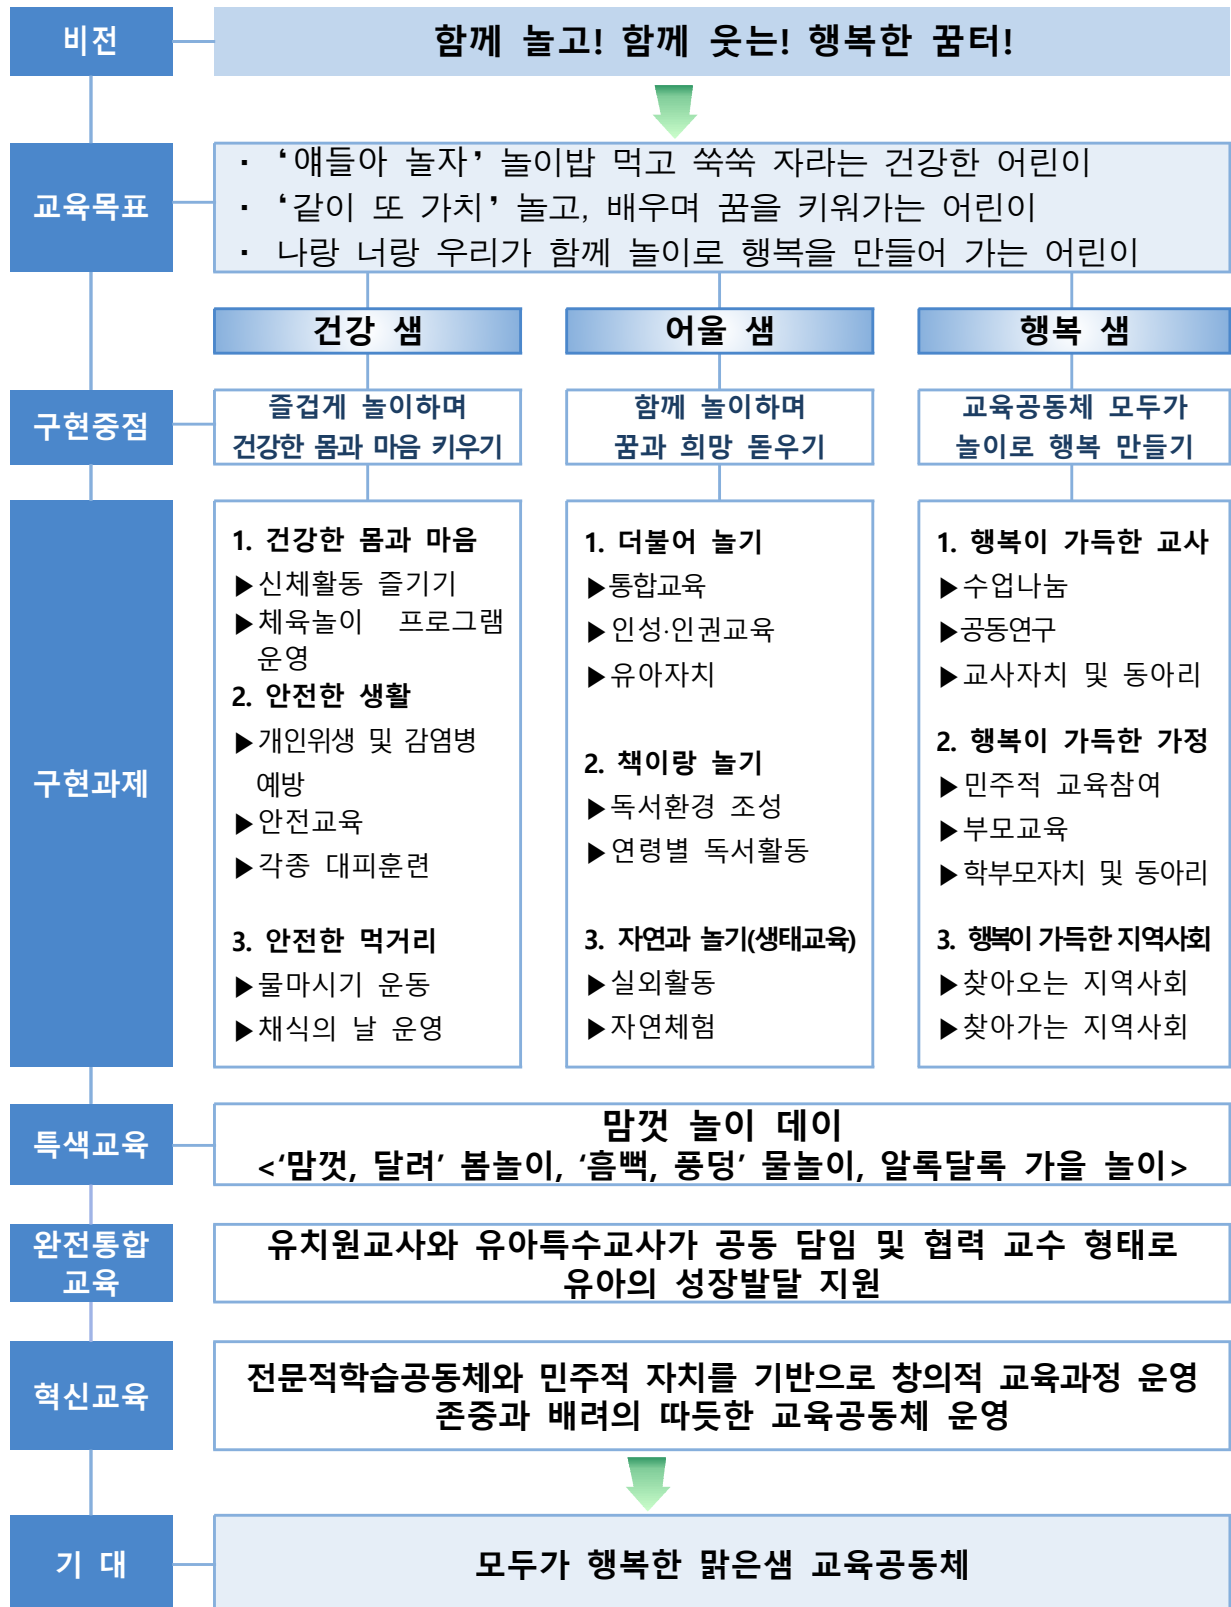 비전
함께 놀고! 함께 웃는! 행복한 꿈터!
교육목표
· ‘얘들아 놀자’ 놀이밥 먹고 쑥쑥 자라는 건강한 어린이
· ‘같이 또 가치’ 놀고, 배우며 꿈을 키워가는 어린이
· 나랑 너랑 우리가 함께 놀이로 행복을 만들어 가는 어린이
건강 샘
어울 샘
행복 샘
구현중점
즐겁게 놀이하며
건강한 몸과 마음 키우기
함께 놀이하며
꿈과 희망 돋우기
교육공동체 모두가
놀이로 행복 만들기
구현과제
1. 건강한 몸과 마음
▶신체활동 즐기기
▶체육놀이 프로그램
운영
2. 안전한 생활
▶개인위생 및 감염병
예방
▶안전교육
▶각종 대피훈련
3. 안전한 먹거리
▶물마시기 운동
▶채식의 날 운영
1. 더불어 놀기
▶통합교육
▶인성·인권교육
▶유아자치
2. 책이랑 놀기
▶독서환경 조성
▶연령별 독서활동
3. 자연과 놀기(생태교육)
▶실외활동
▶자연체험
1. 행복이 가득한 교사
▶수업나눔
▶공동연구
▶교사자치 및 동아리
2. 행복이 가득한 가정
▶민주적 교육참여
▶부모교육
▶학부모자치 및 동아리
3. 행복이 가득한 지역사회
▶찾아오는 지역사회
▶찾아가는 지역사회
특색교육
맘껏 놀이 데이
<‘맘껏, 달려’ 봄놀이, ‘흠뻑, 풍덩’ 물놀이, 알록달록 가을 놀이>
완전통합
교육
유치원교사와 유아특수교사가 공동 담임 및 협력 교수 형태로
유아의 성장발달 지원
혁신교육
전문적학습공동체와 민주적 자치를 기반으로 창의적 교육과정 운영
존중과 배려의 따듯한 교육공동체 운영
기 대
모두가 행복한 맑은샘 교육공동체